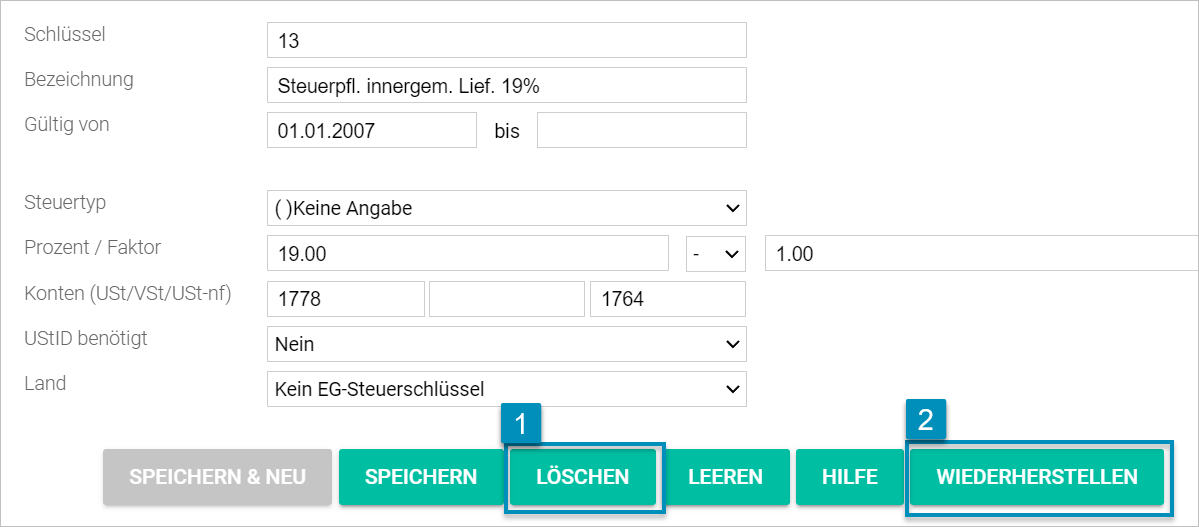 Schlüssel 13
Bezeichnung Steuerpfl. innergem. Lief. 19%
Gültig von 01.01.2007 bis
Steuertyp ( )Keine Angabe
Prozent / Faktor 19.00 - 1.00
Konten (USt/VSt/USt-nf) 1778 1764
UStID benötigt Nein
Land Kein EG-Steuerschlüssel
1 2
SPEICHERN & NEU SPEICHERN LÖSCHEN LEEREN HILFE WIEDERHERSTELLEN